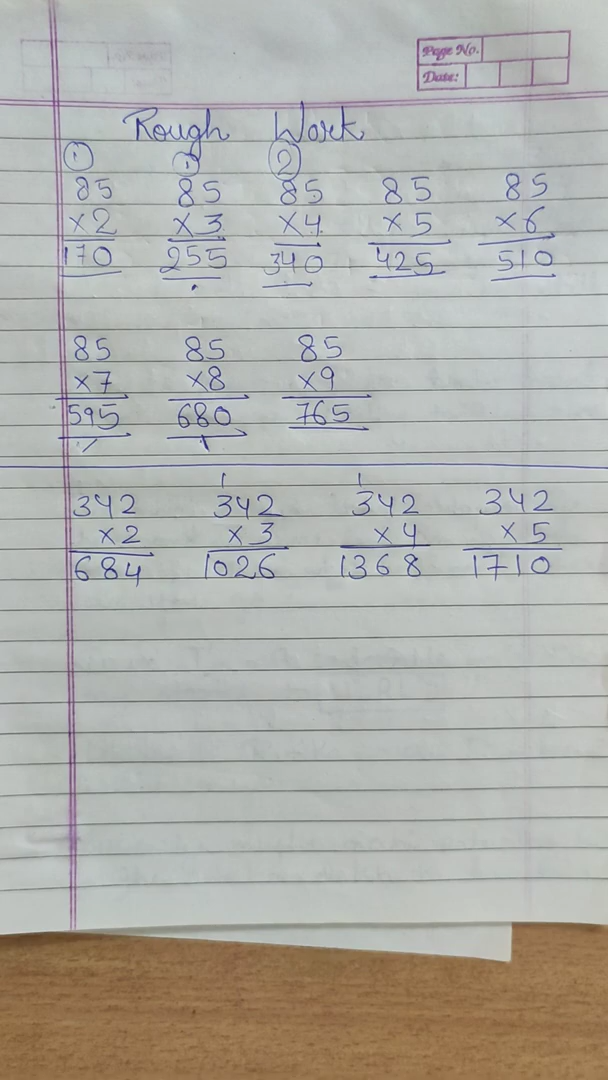 Page No.
Date:
Rough Work
① ① ②
85 85 85 85 85
×2 ×3 ×4 ×5 ×6
170 255 340 425 510
85 85 85
×7 ×8 ×9
595 680 765
1 1
342 342 342 342
×2 ×3 ×4 ×5
684 1026 1368 1710